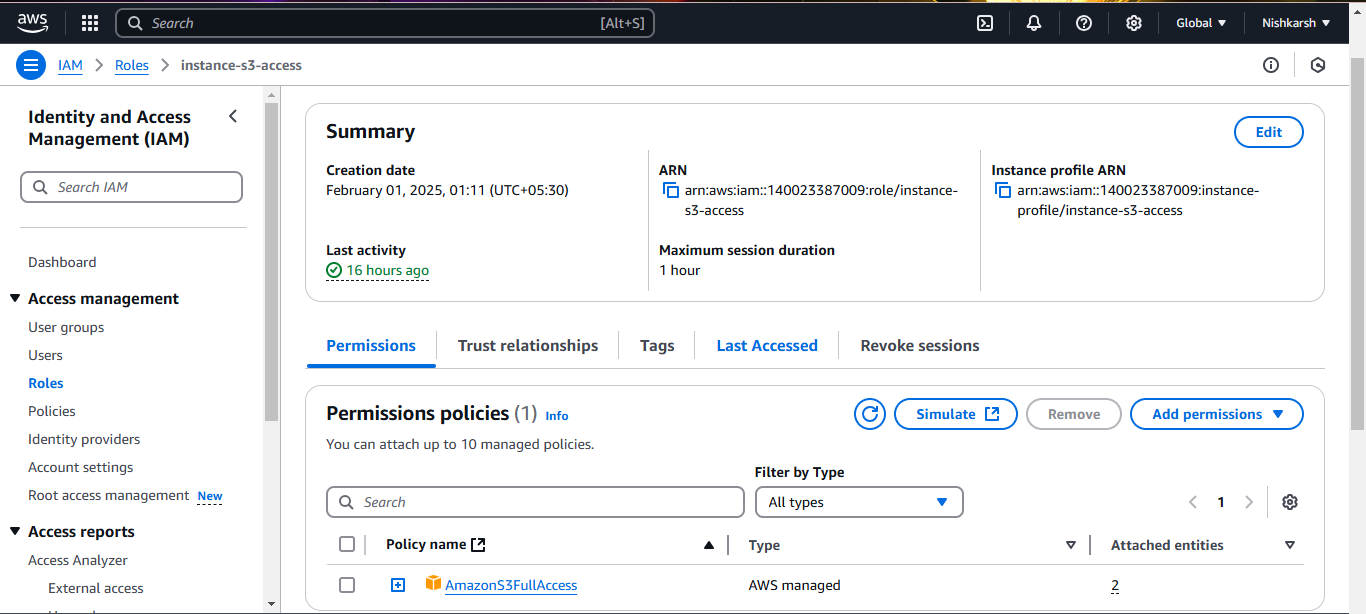 aws
Search [Alt+S]
Global
Nishkarsh
IAM
Roles
instance-s3-access
Identity and Access
Management (IAM)
Search IAM
Dashboard
Access management
User groups
Users
Roles
Policies
Identity providers
Account settings
Root access management New
Access reports
Access Analyzer
External access
Summary
Edit
Creation date
February 01, 2025, 01:11 (UTC+05:30)
Last activity
16 hours ago
ARN
arn:aws:iam::140023387009:role/instance-
s3-access
Maximum session duration
1 hour
Instance profile ARN
arn:aws:iam::140023387009:instance-
profile/instance-s3-access
Permissions
Trust relationships
Tags
Last Accessed
Revoke sessions
Permissions policies (1) Info
You can attach up to 10 managed policies.
Simulate
Remove
Add permissions
Filter by Type
Search
All types
1
Policy name
Type
Attached entities
AmazonS3FullAccess
AWS managed
2